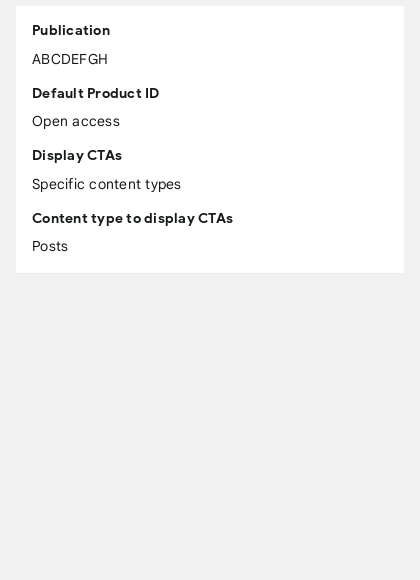 Publication
ABCDEFGH
Default Product ID
Open access
Display CTAs
Specific content types
Content type to display CTAs
Posts